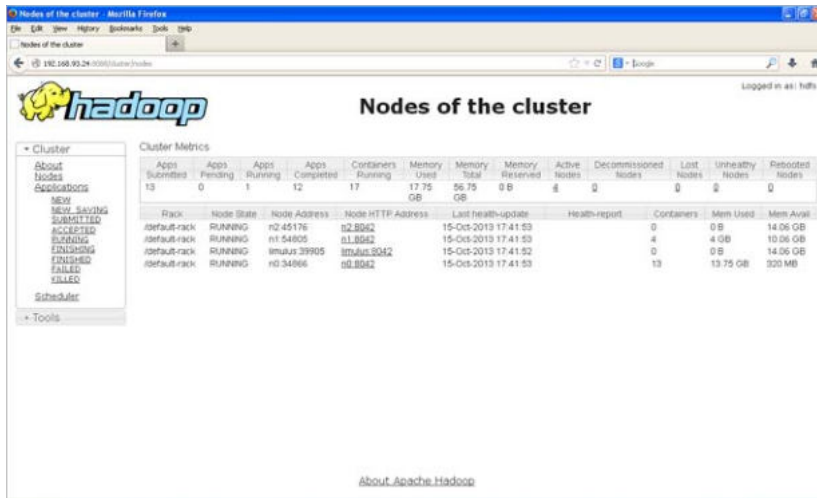 Nodes of the cluster - Mozilla Firefox
File Edit View History Bookmarks Tools Help
Nodes of the cluster +
192.168.93.24:8088/cluster/nodes Google
Logged in as: hdfs
hadoop
Nodes of the cluster
Cluster
About
Nodes
Applications
NEW
NEW_SAVING
SUBMITTED
ACCEPTED
RUNNING
FINISHING
FINISHED
FAILED
KILLED
Scheduler
Tools
Cluster Metrics
Apps Submitted Apps Pending Apps Running Apps Completed Containers Running Memory Used Memory Total Memory Reserved Active Nodes Decommissioned Nodes Lost Nodes Unhealthy Nodes Rebooted Nodes
13 0 1 12 17 17.75 GB 56.75 GB 0 B 4 0 0 0 0
Rack Node State Node Address Node HTTP Address Last health-update Health-report Containers Mem Used Mem Avail
/default-rack RUNNING n2:45176 n2:8042 15-Oct-2013 17:41:53 0 0 B 14.06 GB
/default-rack RUNNING n1:54805 n1:8042 15-Oct-2013 17:41:53 4 4 GB 10.06 GB
/default-rack RUNNING limulus:39905 limulus:8042 15-Oct-2013 17:41:52 0 0 B 14.06 GB
/default-rack RUNNING n0:34866 n0:8042 15-Oct-2013 17:41:53 13 13.75 GB 320 MB
About Apache Hadoop